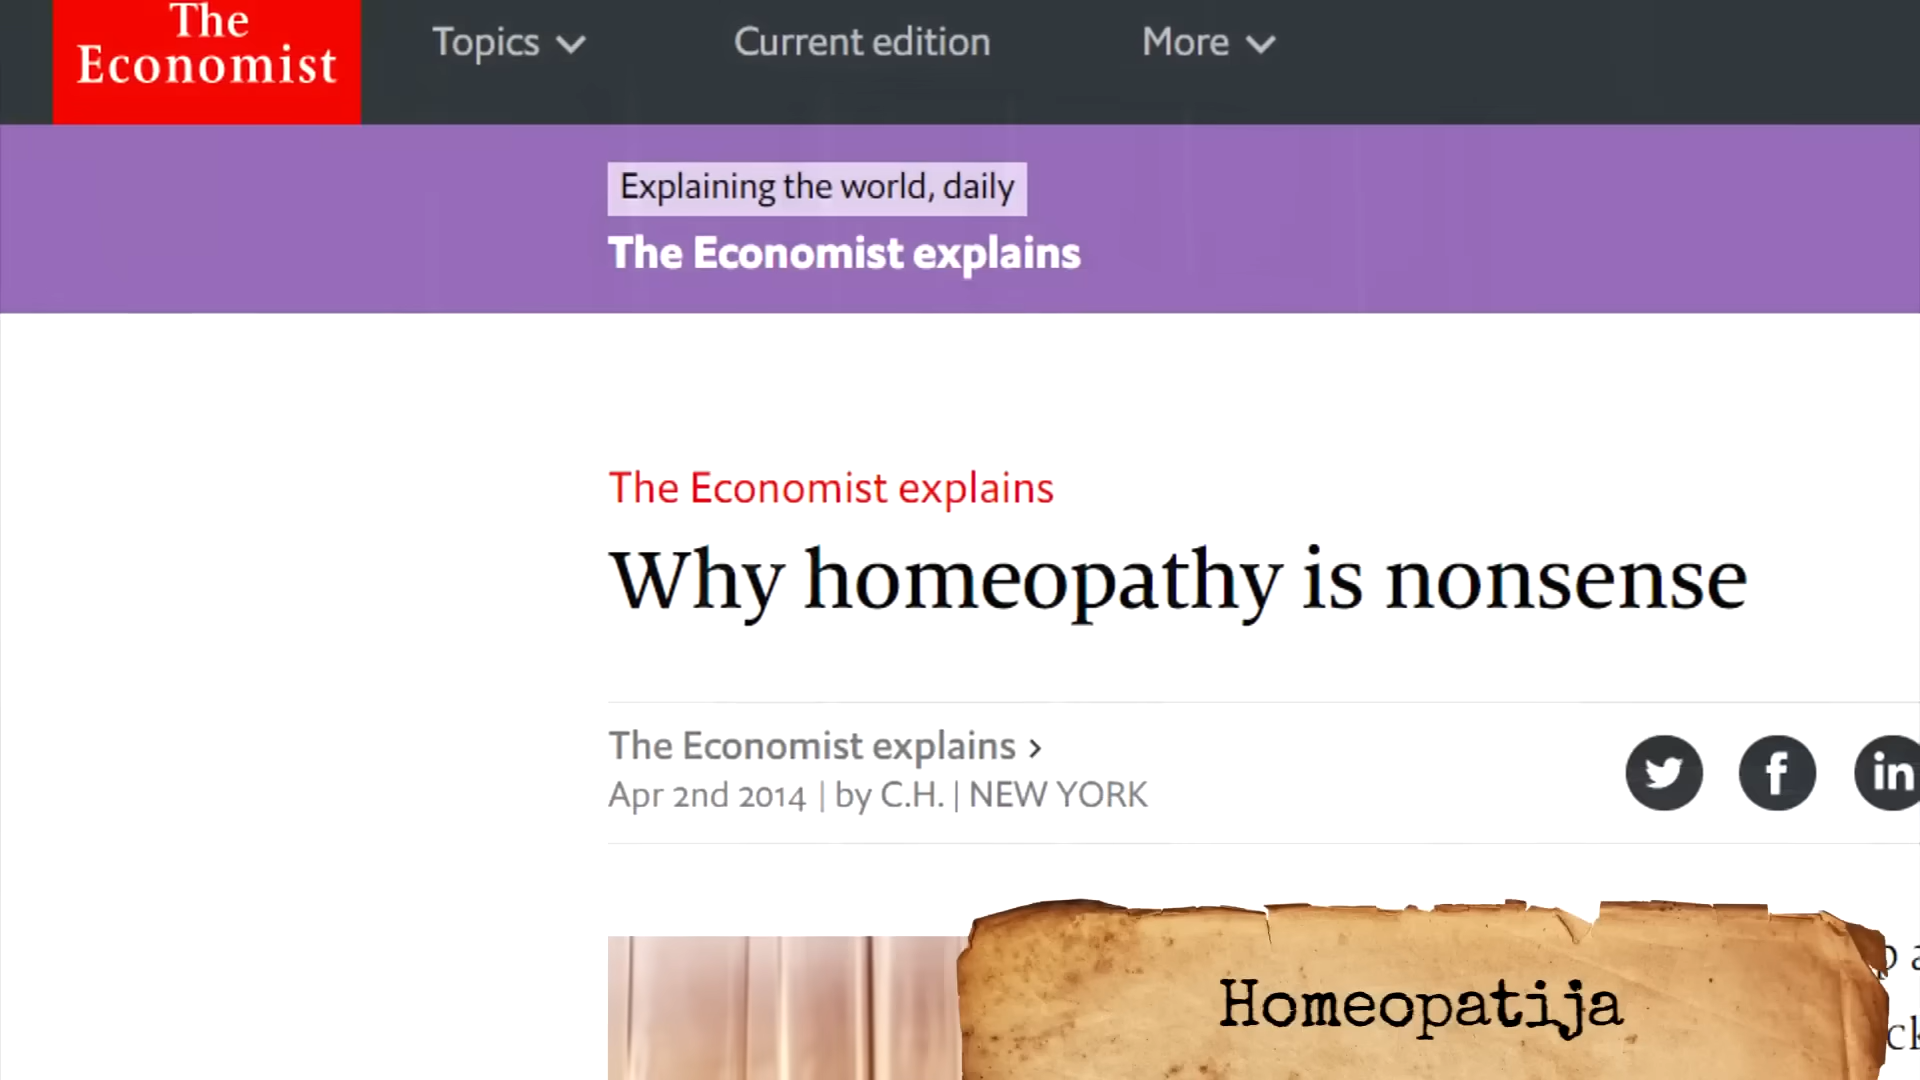 The
Economist
Topics
Current edition
More
Explaining the world, daily
The Economist explains
The Economist explains
Why homeopathy is nonsense
The Economist explains >
Apr 2nd 2014 | by C.H. | NEW YORK
in
Homeopatija